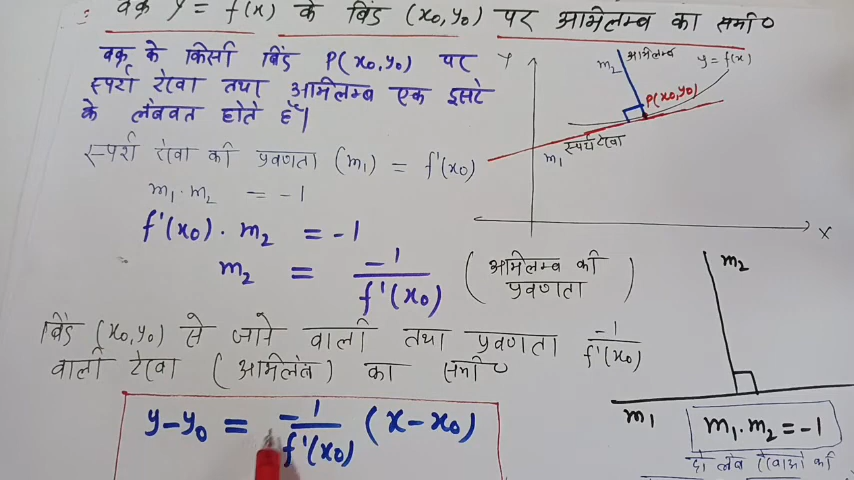 वक्र y = f(x) के बिंदु (x₀,y₀) पर अभिलम्ब का समी०
वक्र के किसी बिंदु P(x₀,y₀) पर
स्पर्श रेखा तथा अभिलम्ब एक दूसरे
के लंबवत होते हैं।
स्पर्श रेखा की प्रवणता (m₁) = f'(x₀)
m₁·m₂ = -1
f'(x₀)·m₂ = -1
m₂ = -1/f'(x₀) (अभिलम्ब की प्रवणता)
बिंदु (x₀,y₀) से जाने वाली तथा प्रवणता -1/f'(x₀)
वाली रेखा (अभिलंब) का समी०
y-y₀ = -1/f'(x₀) (x-x₀)
Y
m₂
अभिलम्ब
y=f(x)
P(x₀,y₀)
m₁
स्पर्श रेखा
X
m₂
m₁
m₁·m₂=-1
दो लंब रेखाओं की